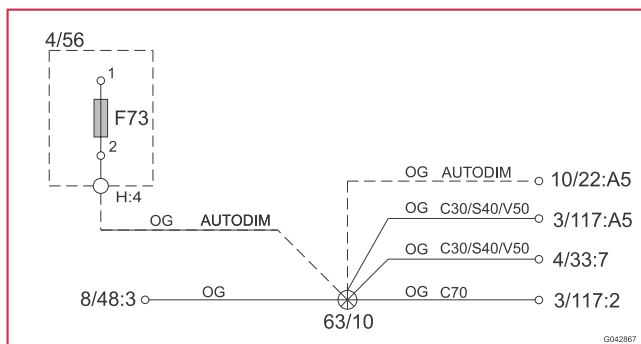 4/56
1
F73
2
H:4
OG AUTODIM
OG AUTODIM 10/22:A5
OG C30/S40/V50 3/117:A5
OG C30/S40/V50 4/33:7
8/48:3 OG OG C70 3/117:2
63/10
G042867